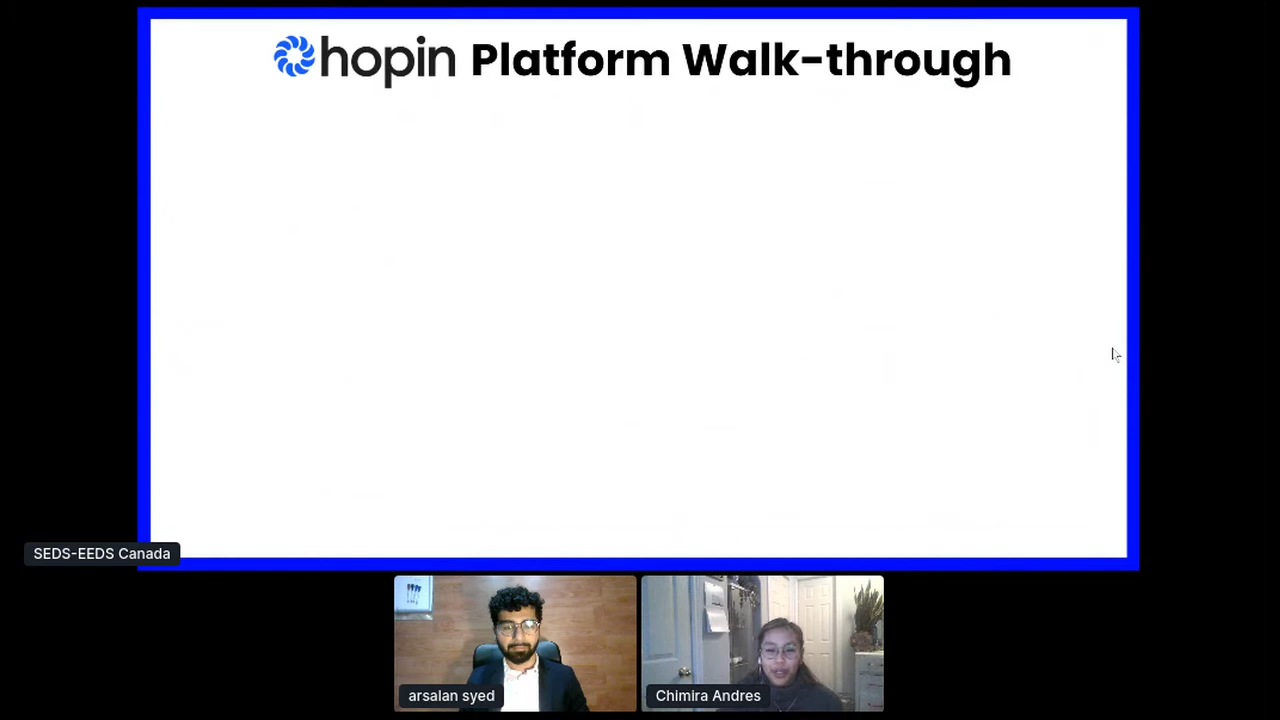 hopin Platform Walk-through
SEDS-EEDS Canada
arsalan syed
Chimira Andres